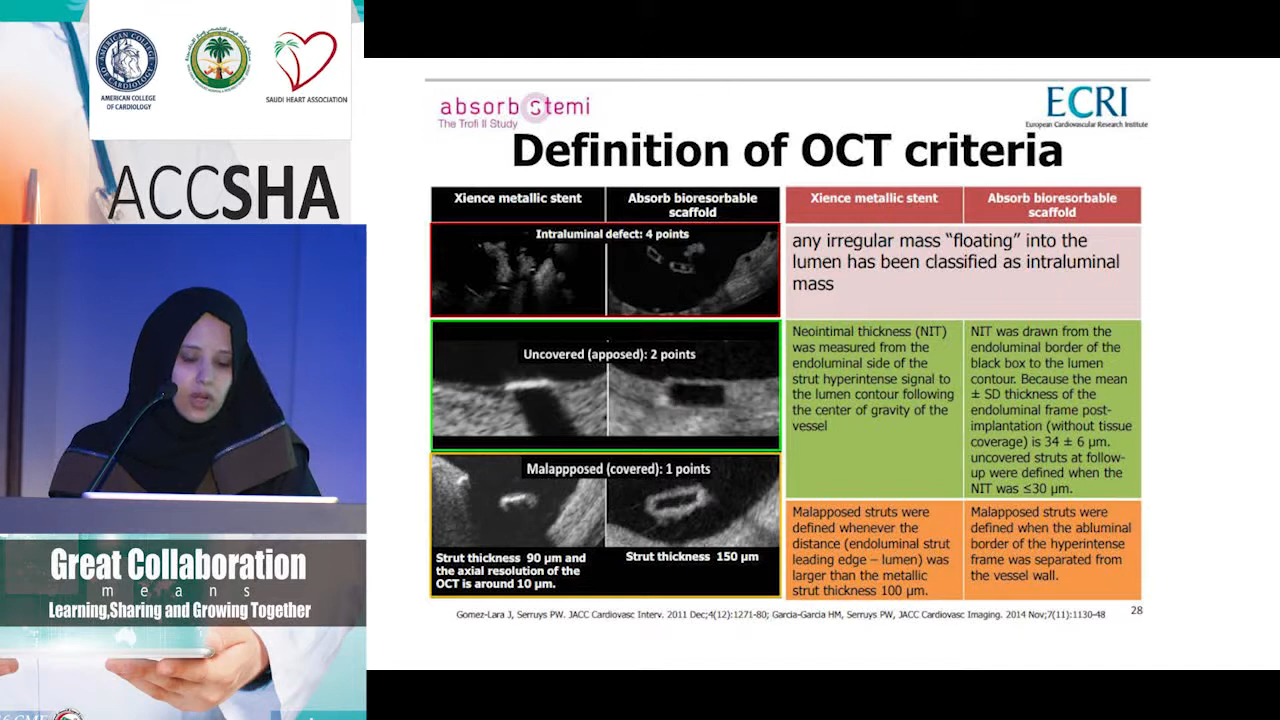 AMERICAN COLLEGE
OF CARDIOLOGY
SAUDI HEART ASSOCIATION
ACCSHA
Great Collaboration
means
Learning,Sharing and Growing Together
absorb stemi
The Trofi II Study
ECRI
European Cardiovascular Research Institute
Definition of OCT criteria
Xience metallic stent
Absorb bioresorbable
scaffold
Xience metallic stent
Absorb bioresorbable
scaffold
Intraluminal defect: 4 points
any irregular mass “floating” into the
lumen has been classified as intraluminal
mass
Uncovered (apposed): 2 points
Neointimal thickness (NIT)
was measured from the
endoluminal side of the
strut hyperintense signal to
the lumen contour following
the center of gravity of the
vessel
NIT was drawn from the
endoluminal border of the
black box to the lumen
contour. Because the mean
± SD thickness of the
endoluminal frame post-
implantation (without tissue
coverage) is 34 ± 6 µm.
uncovered struts at follow-
up were defined when the
NIT was ≤30 µm.
Malappposed (covered): 1 points
Strut thickness 90 µm and
the axial resolution of the
OCT is around 10 µm.
Strut thickness 150 µm
Malapposed struts were
defined whenever the
distance (endoluminal strut
leading edge – lumen) was
larger than the metallic
strut thickness 100 µm.
Malapposed struts were
defined when the abluminal
border of the hyperintense
frame was separated from
the vessel wall.
Gomez-Lara J, Serruys PW. JACC Cardiovasc Interv. 2011 Dec;4(12):1271-80; Garcia-Garcia HM, Serruys PW, JACC Cardiovasc Imaging. 2014 Nov;7(11):1130-48
28